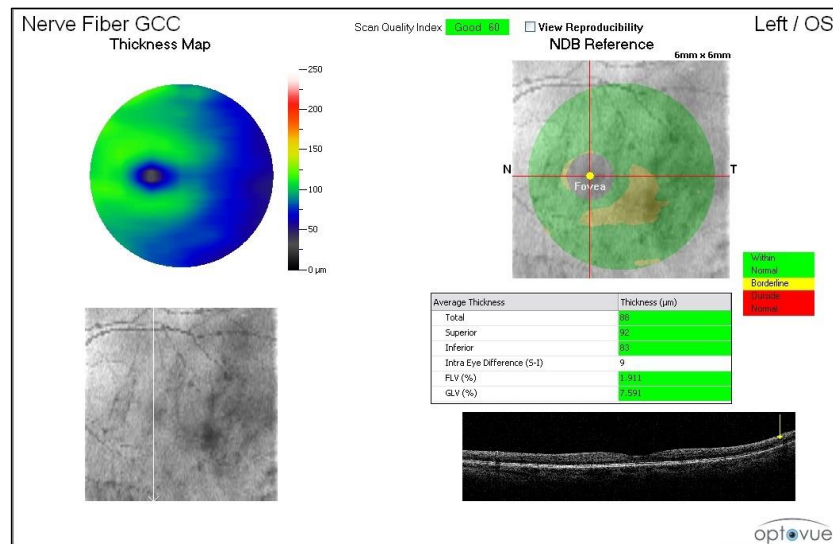 Nerve Fiber GCC
Scan Quality Index Good 60 View Reproducibility
Left / OS
Thickness Map
NDB Reference
6mm x 6mm
250
200
150
100
50
0 µm
N
T
Fovea
Within
Normal
Borderline
Outside
Normal
Average Thickness Thickness (µm)
Total 88
Superior 92
Inferior 83
Intra Eye Difference (S-I) 9
FLV (%) 1.911
GLV (%) 7.591
optovue